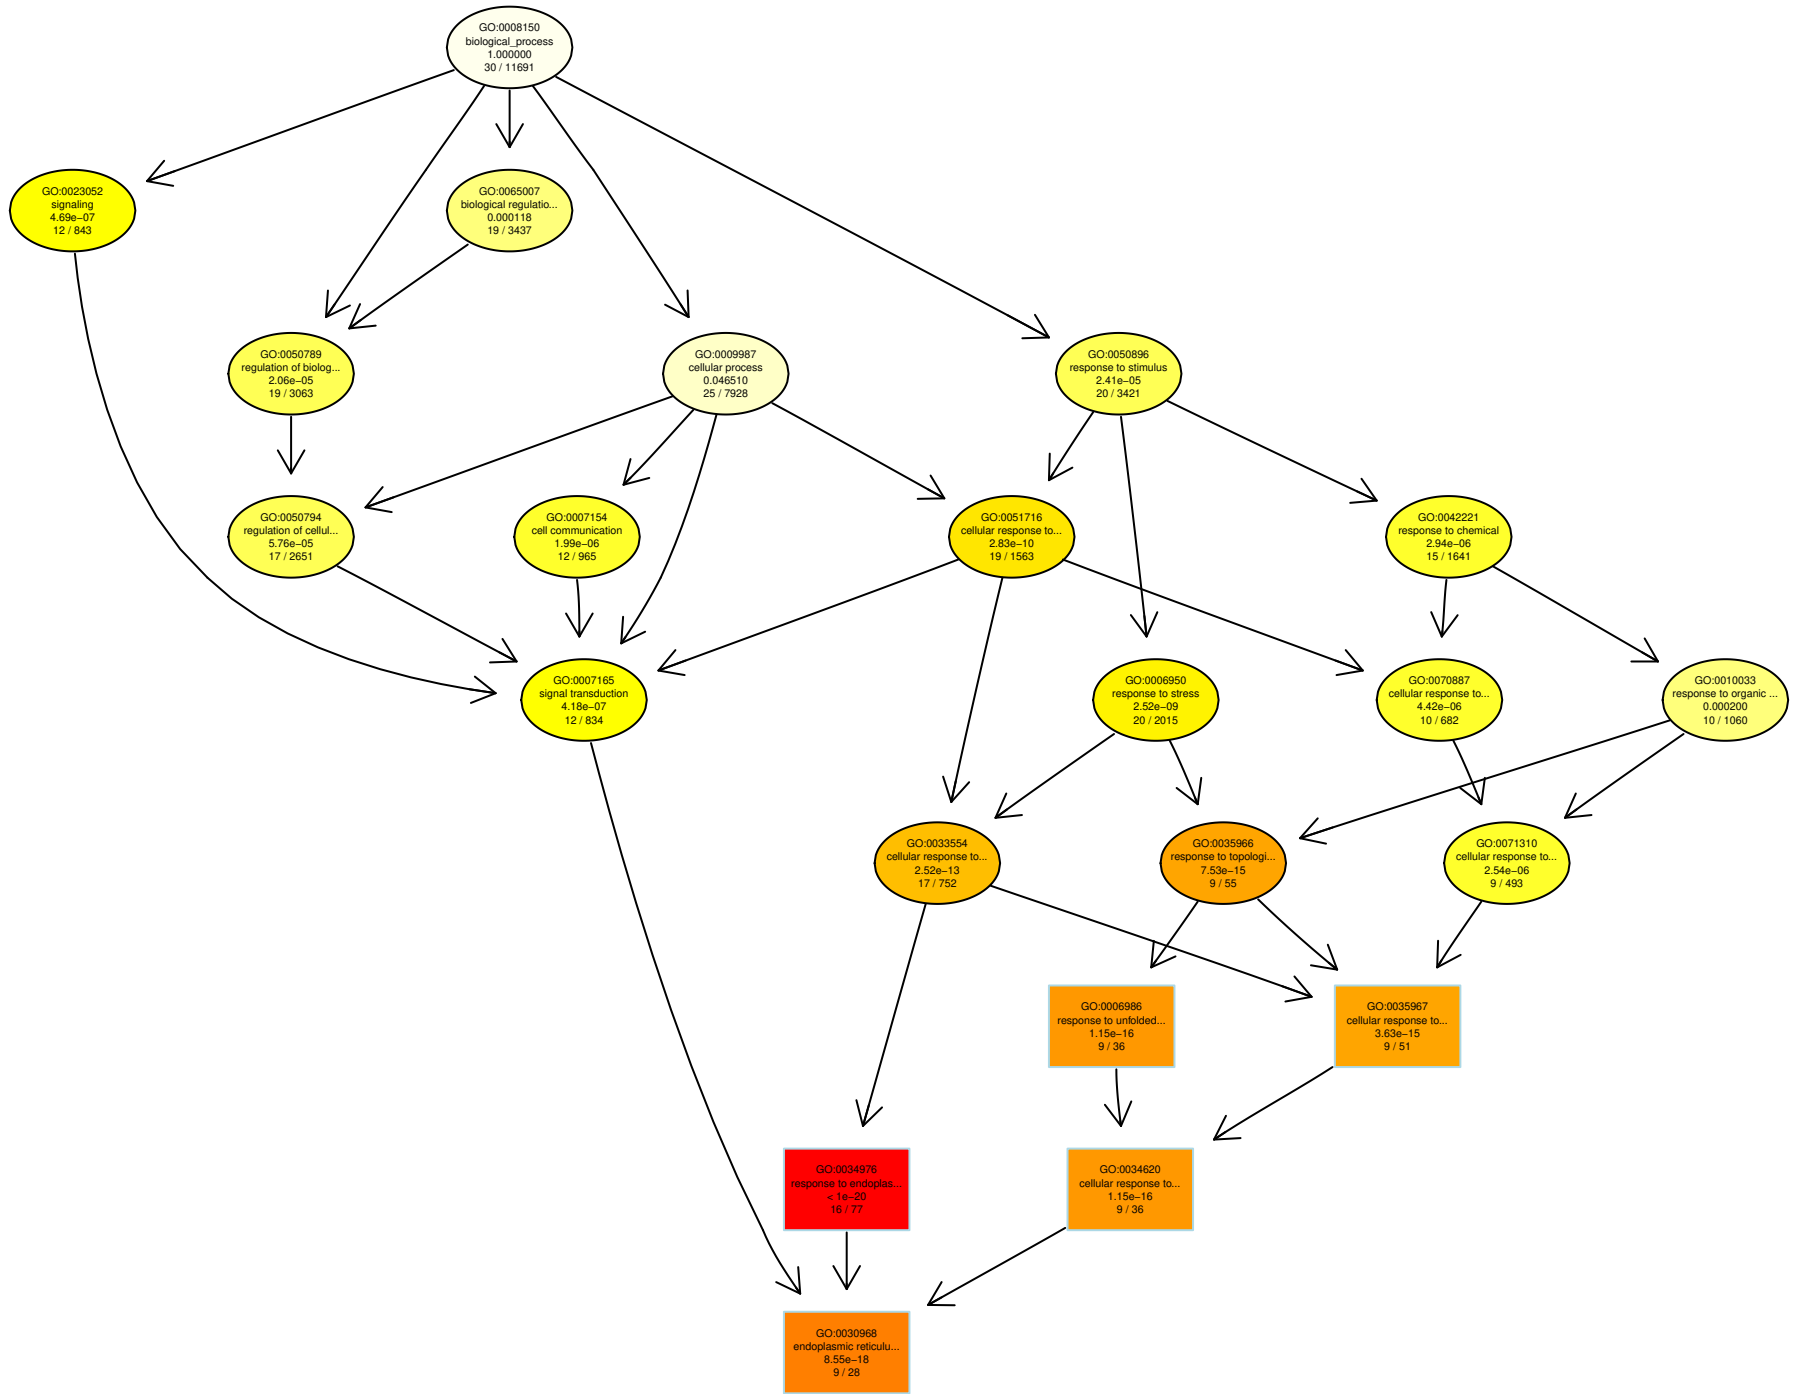 GO:0008150
biological_process
1.000000
30 / 11691
GO:0023052
signaling
4.69e−07
12 / 843
GO:0065007
biological regulatio...
0.000118
19 / 3437
GO:0050789
regulation of biolog...
2.06e−05
19 / 3063
GO:0009987
cellular process
0.046510
25 / 7928
GO:0050896
response to stimulus
2.41e−05
20 / 3421
GO:0050794
regulation of cellul...
5.76e−05
17 / 2651
GO:0007154
cell communication
1.99e−06
12 / 965
GO:0051716
cellular response to...
2.83e−10
19 / 1563
GO:0042221
response to chemical
2.94e−06
15 / 1641
GO:0007165
signal transduction
4.18e−07
12 / 834
GO:0006950
response to stress
2.52e−09
20 / 2015
GO:0070887
cellular response to...
4.42e−06
10 / 682
GO:0010033
response to organic ...
0.000200
10 / 1060
GO:0033554
cellular response to...
2.52e−13
17 / 752
GO:0035966
response to topologi...
7.53e−15
9 / 55
GO:0071310
cellular response to...
2.54e−06
9 / 493
GO:0006986
response to unfolded...
1.15e−16
9 / 36
GO:0035967
cellular response to...
3.63e−15
9 / 51
GO:0034976
response to endoplas...
< 1e−20
16 / 77
GO:0034620
cellular response to...
1.15e−16
9 / 36
GO:0030968
endoplasmic reticulu...
8.55e−18
9 / 28